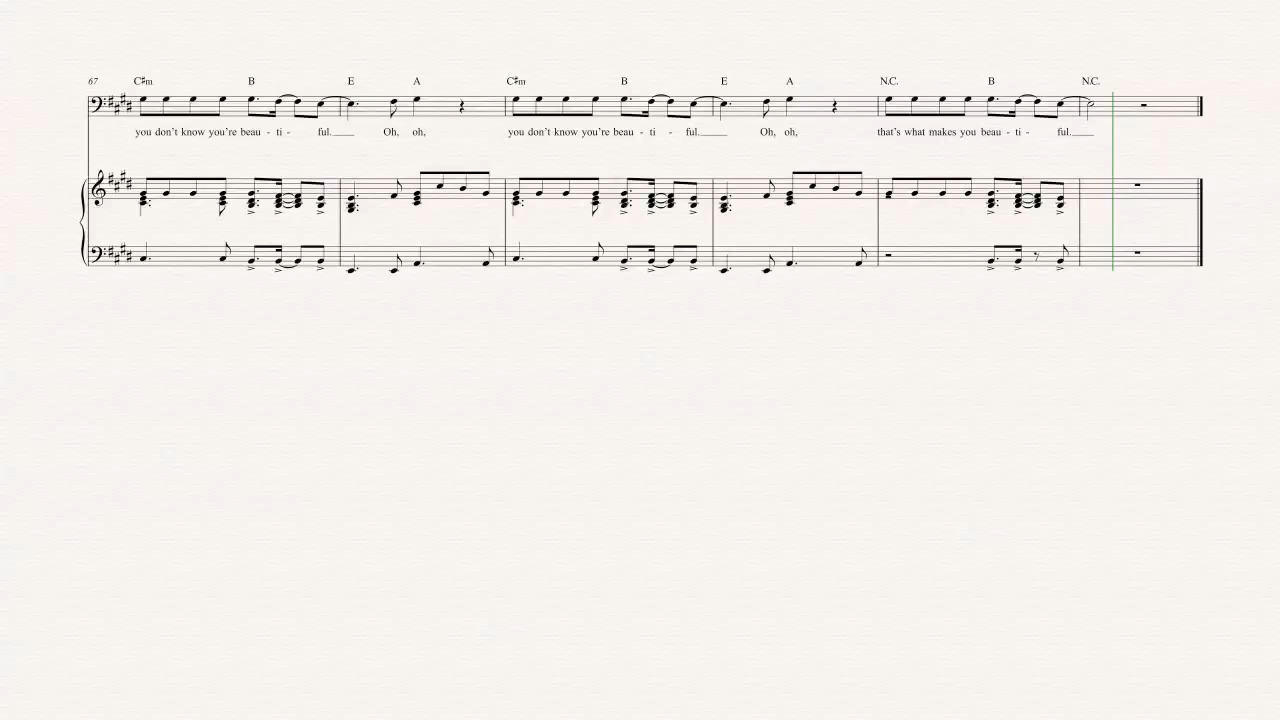 67 C♯m B E A C♯m B E A N.C. B N.C.
you don't know you're beau - ti - ful. Oh, oh, you don't know you're beau - ti - ful. Oh, oh, that's what makes you beau - ti - ful.